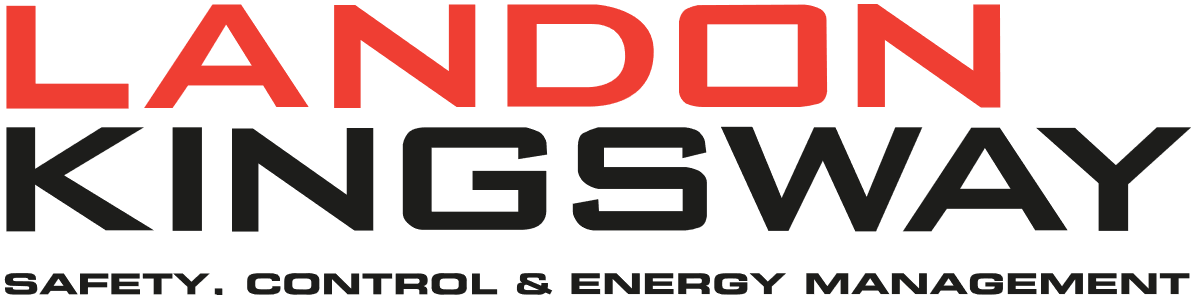 LANDON
KINGSWAY
SAFETY, CONTROL & ENERGY MANAGEMENT